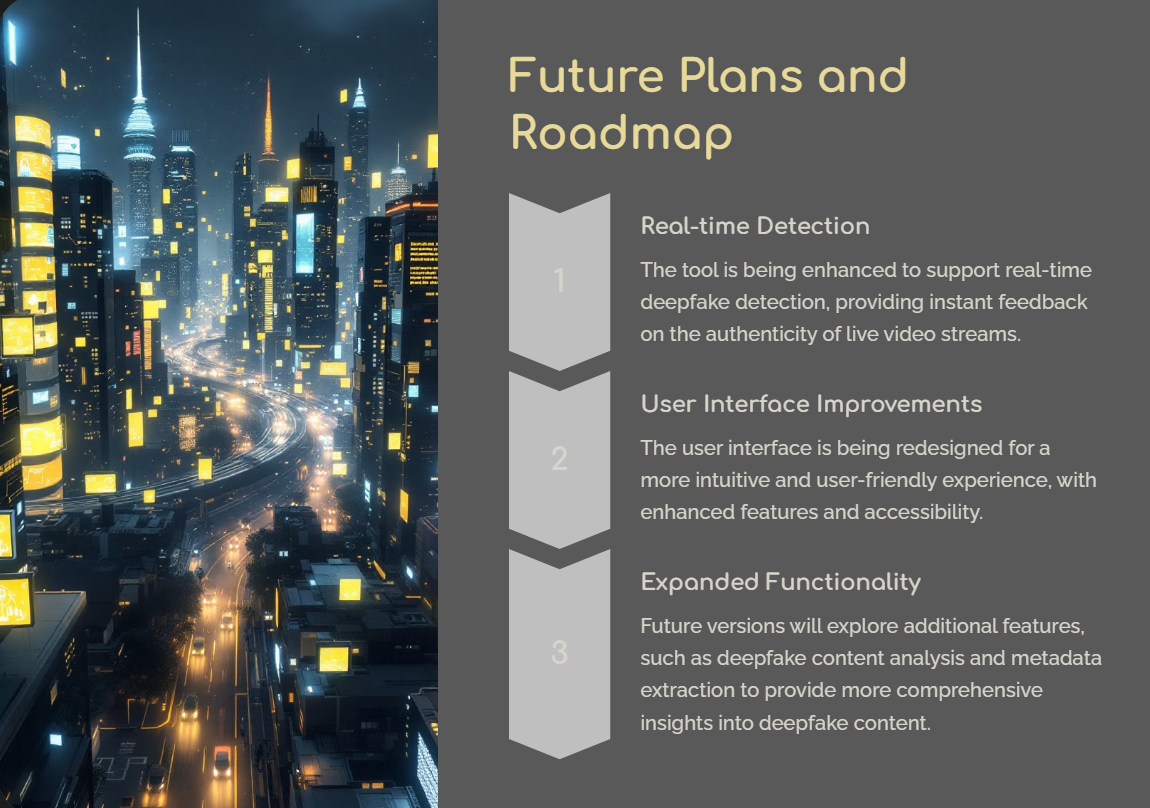 Future Plans and
Roadmap
1
Real-time Detection
The tool is being enhanced to support real-time
deepfake detection, providing instant feedback
on the authenticity of live video streams.
2
User Interface Improvements
The user interface is being redesigned for a
more intuitive and user-friendly experience, with
enhanced features and accessibility.
3
Expanded Functionality
Future versions will explore additional features,
such as deepfake content analysis and metadata
extraction to provide more comprehensive
insights into deepfake content.